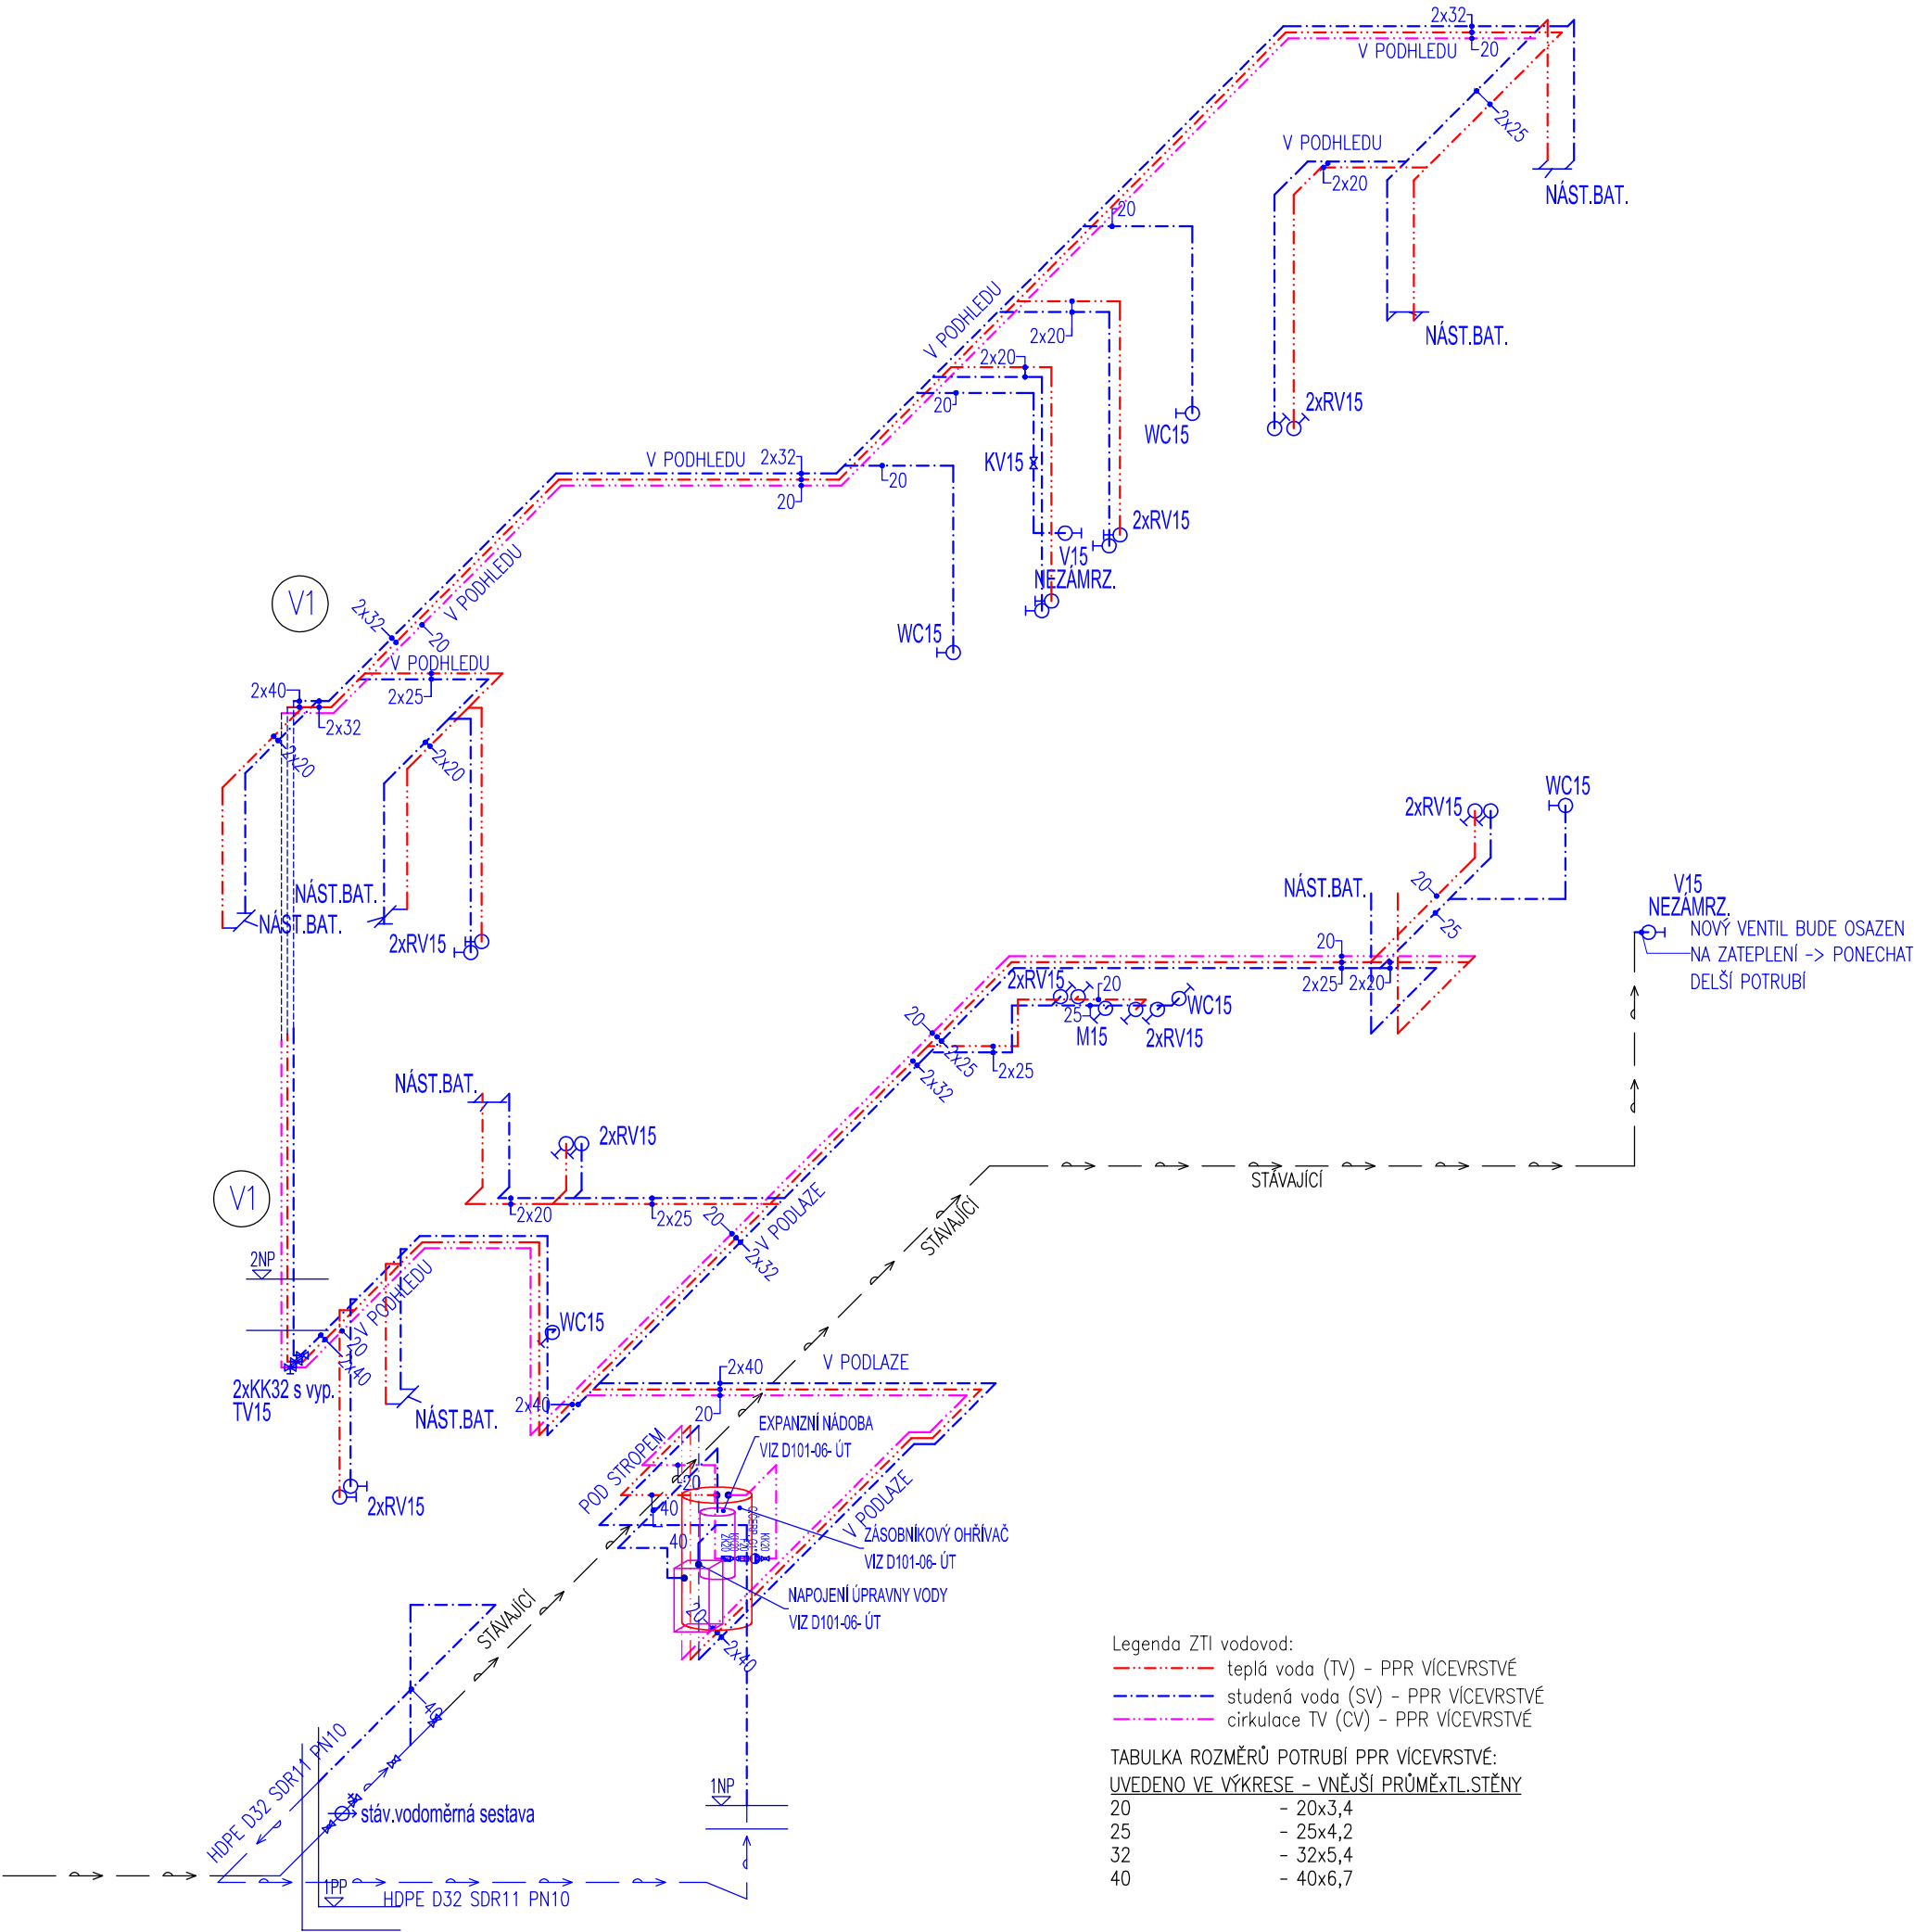 2x32
V PODHLEDU
20
2x25
V PODHLEDU
2x20
NÁST.BAT.
20
NÁST.BAT.
V PODHLEDU
2x20
2x20
20
2xRV15
WC15
V PODHLEDU
2x32
20
20
KV15
2xRV15
V15
NEZÁMRZ.
WC15
V PODHLEDU
V1
2x32
20
V PODHLEDU
2x40
2x25
2x32
2x20
2x20
NÁST.BAT.
NÁST.BAT.
2xRV15
WC15
2xRV15
NÁST.BAT.
20
25
V15
NEZÁMRZ.
NOVÝ VENTIL BUDE OSAZEN
NA ZATEPLENÍ -> PONECHAT
DELŠÍ POTRUBÍ
20
2x25
2x20
2xRV15
20
25
WC15
M15
2xRV15
20
2x25
2x25
2x32
NÁST.BAT.
2xRV15
2x20
2x25
STÁVAJÍCÍ
V1
V PODLAZE
20
2x32
STÁVAJÍCÍ
2NP
V PODHLEDU
20
2x40
WC15
2xKK32 s vyp.
TV15
NÁST.BAT.
2x40
V PODLAZE
2x40
20
2xRV15
EXPANZNÍ NÁDOBA
VIZ D101-06- ÚT
POD STROPEM
20
40
40
V PODLAZE
ZÁSOBNÍKOVÝ OHŘÍVAČ
VIZ D101-06- ÚT
NAPOJENÍ ÚPRAVNY VODY
VIZ D101-06- ÚT
20
2x40
STÁVAJÍCÍ
40
HDPE D32 SDR11 PN10
stáv.vodoměrná sestava
1NP
1PP
HDPE D32 SDR11 PN10
Legenda ZTI vodovod:
teplá voda (TV) - PPR VÍCEVRSTVÉ
studená voda (SV) - PPR VÍCEVRSTVÉ
cirkulace TV (CV) - PPR VÍCEVRSTVÉ
TABULKA ROZMĚRŮ POTRUBÍ PPR VÍCEVRSTVÉ:
UVEDENO VE VÝKRESE - VNĚJŠÍ PRŮMĚxTL.STĚNY
20 - 20x3,4
25 - 25x4,2
32 - 32x5,4
40 - 40x6,7